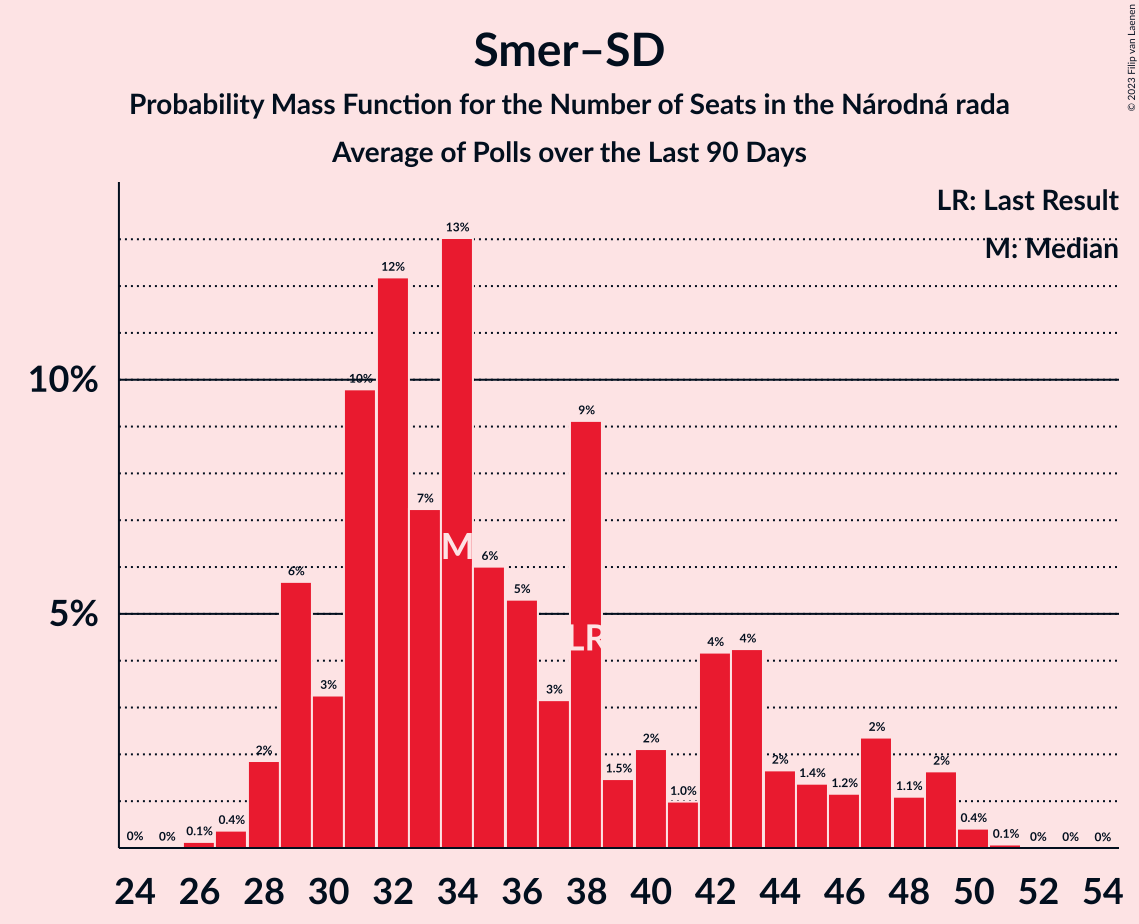 Smer–SD
Probability Mass Function for the Number of Seats in the Národná rada
Average of Polls over the Last 90 Days
© 2023 Filip van Laenen
LR: Last Result
M: Median
10%
5%
0% 0% 0.1% 0.4% 2% 6% 3% 10% 12% 7% 13% 6% 5% 3% 9% 1.5% 2% 1.0% 4% 4% 2% 1.4% 1.2% 2% 1.1% 2% 0.4% 0.1% 0% 0% 0%
M
LR
24 26 28 30 32 34 36 38 40 42 44 46 48 50 52 54